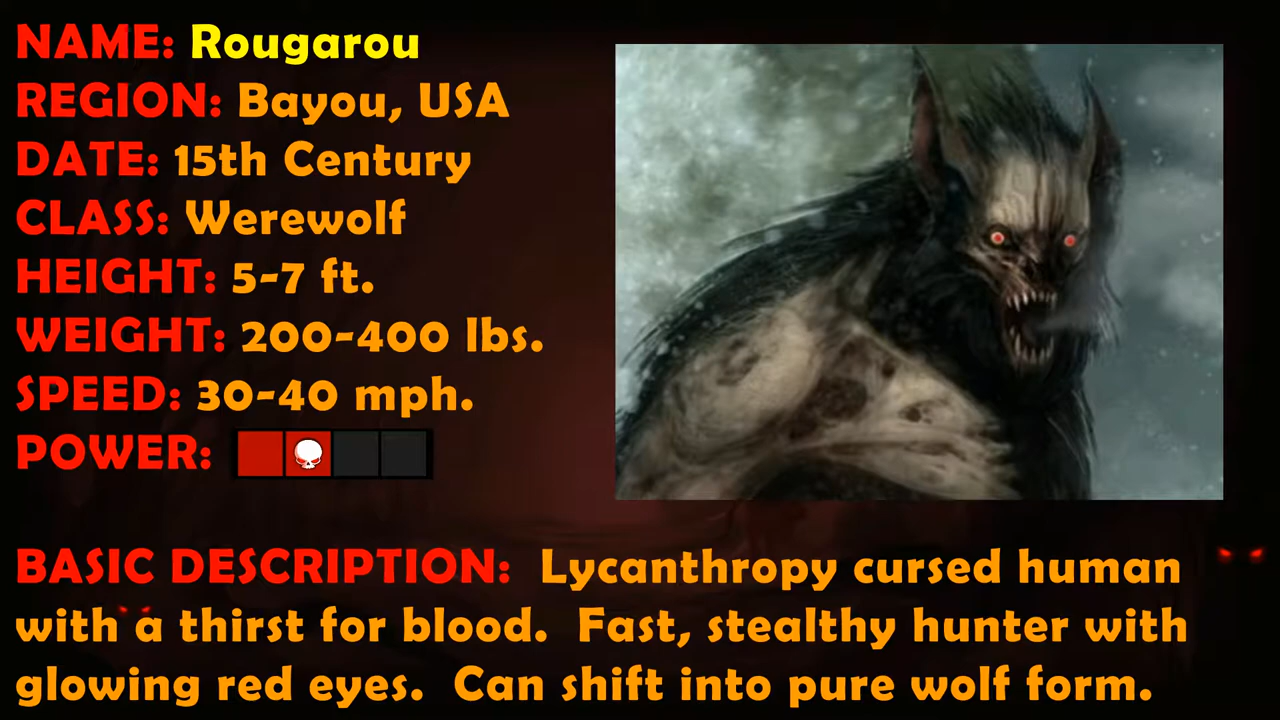 NAME: Rougarou
REGION: Bayou, USA
DATE: 15th Century
CLASS: Werewolf
HEIGHT: 5-7 ft.
WEIGHT: 200-400 lbs.
SPEED: 30-40 mph.
POWER:
BASIC DESCRIPTION: Lycanthropy cursed human
with a thirst for blood. Fast, stealthy hunter with
glowing red eyes. Can shift into pure wolf form.